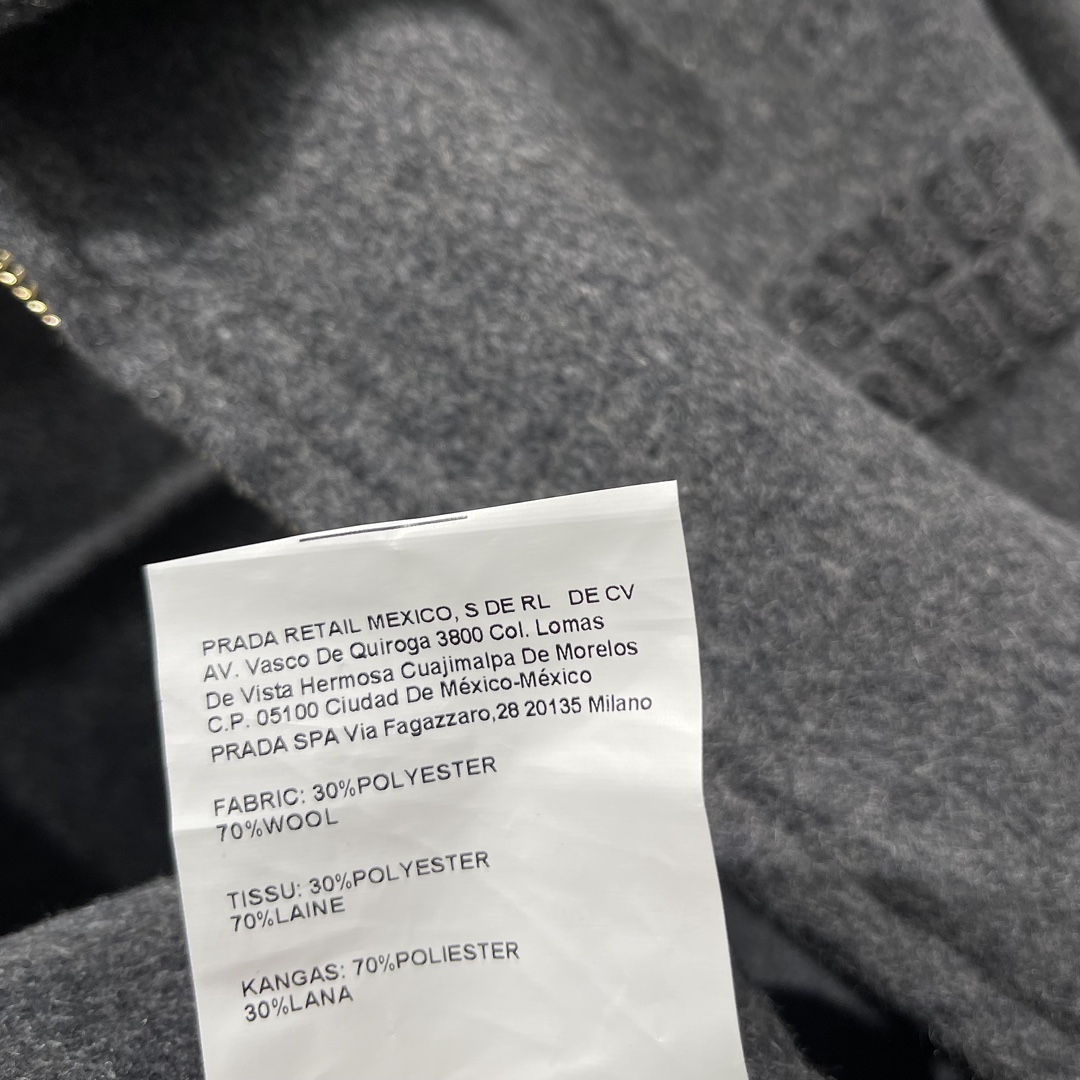 PRADA RETAIL MEXICO, S DE RL DE CV
AV. Vasco De Quiroga 3800 Col. Lomas
De Vista Hermosa Cuajimalpa De Morelos
C.P. 05100 Ciudad De México-México
PRADA SPA Via Fagazzaro,28 20135 Milano
FABRIC: 30%POLYESTER
70%WOOL
TISSU: 30%POLYESTER
70%LAINE
KANGAS: 70%POLIESTER
30%LANA